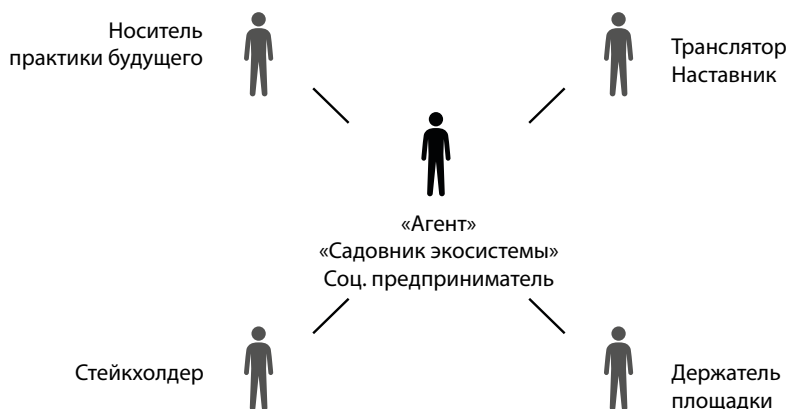 Носитель
практики будущего
Транслятор
Наставник
«Агент»
«Садовник экосистемы»
Соц. предприниматель
Стейкхолдер
Держатель
площадки